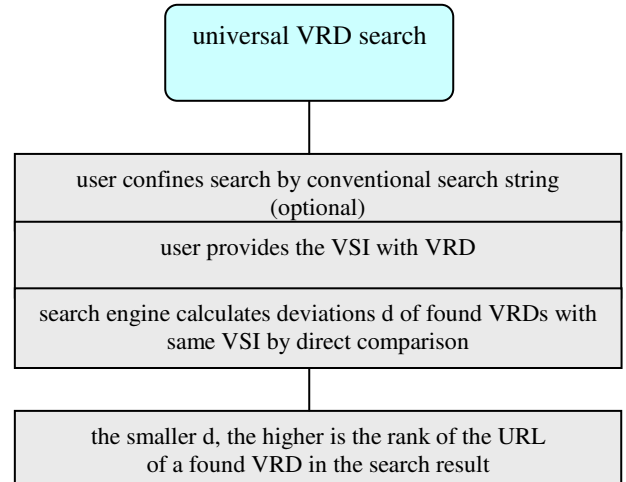 universal VRD search
user confines search by conventional search string
(optional)
user provides the VSI with VRD
search engine calculates deviations d of found VRDs with
same VSI by direct comparison
the smaller d, the higher is the rank of the URL
of a found VRD in the search result